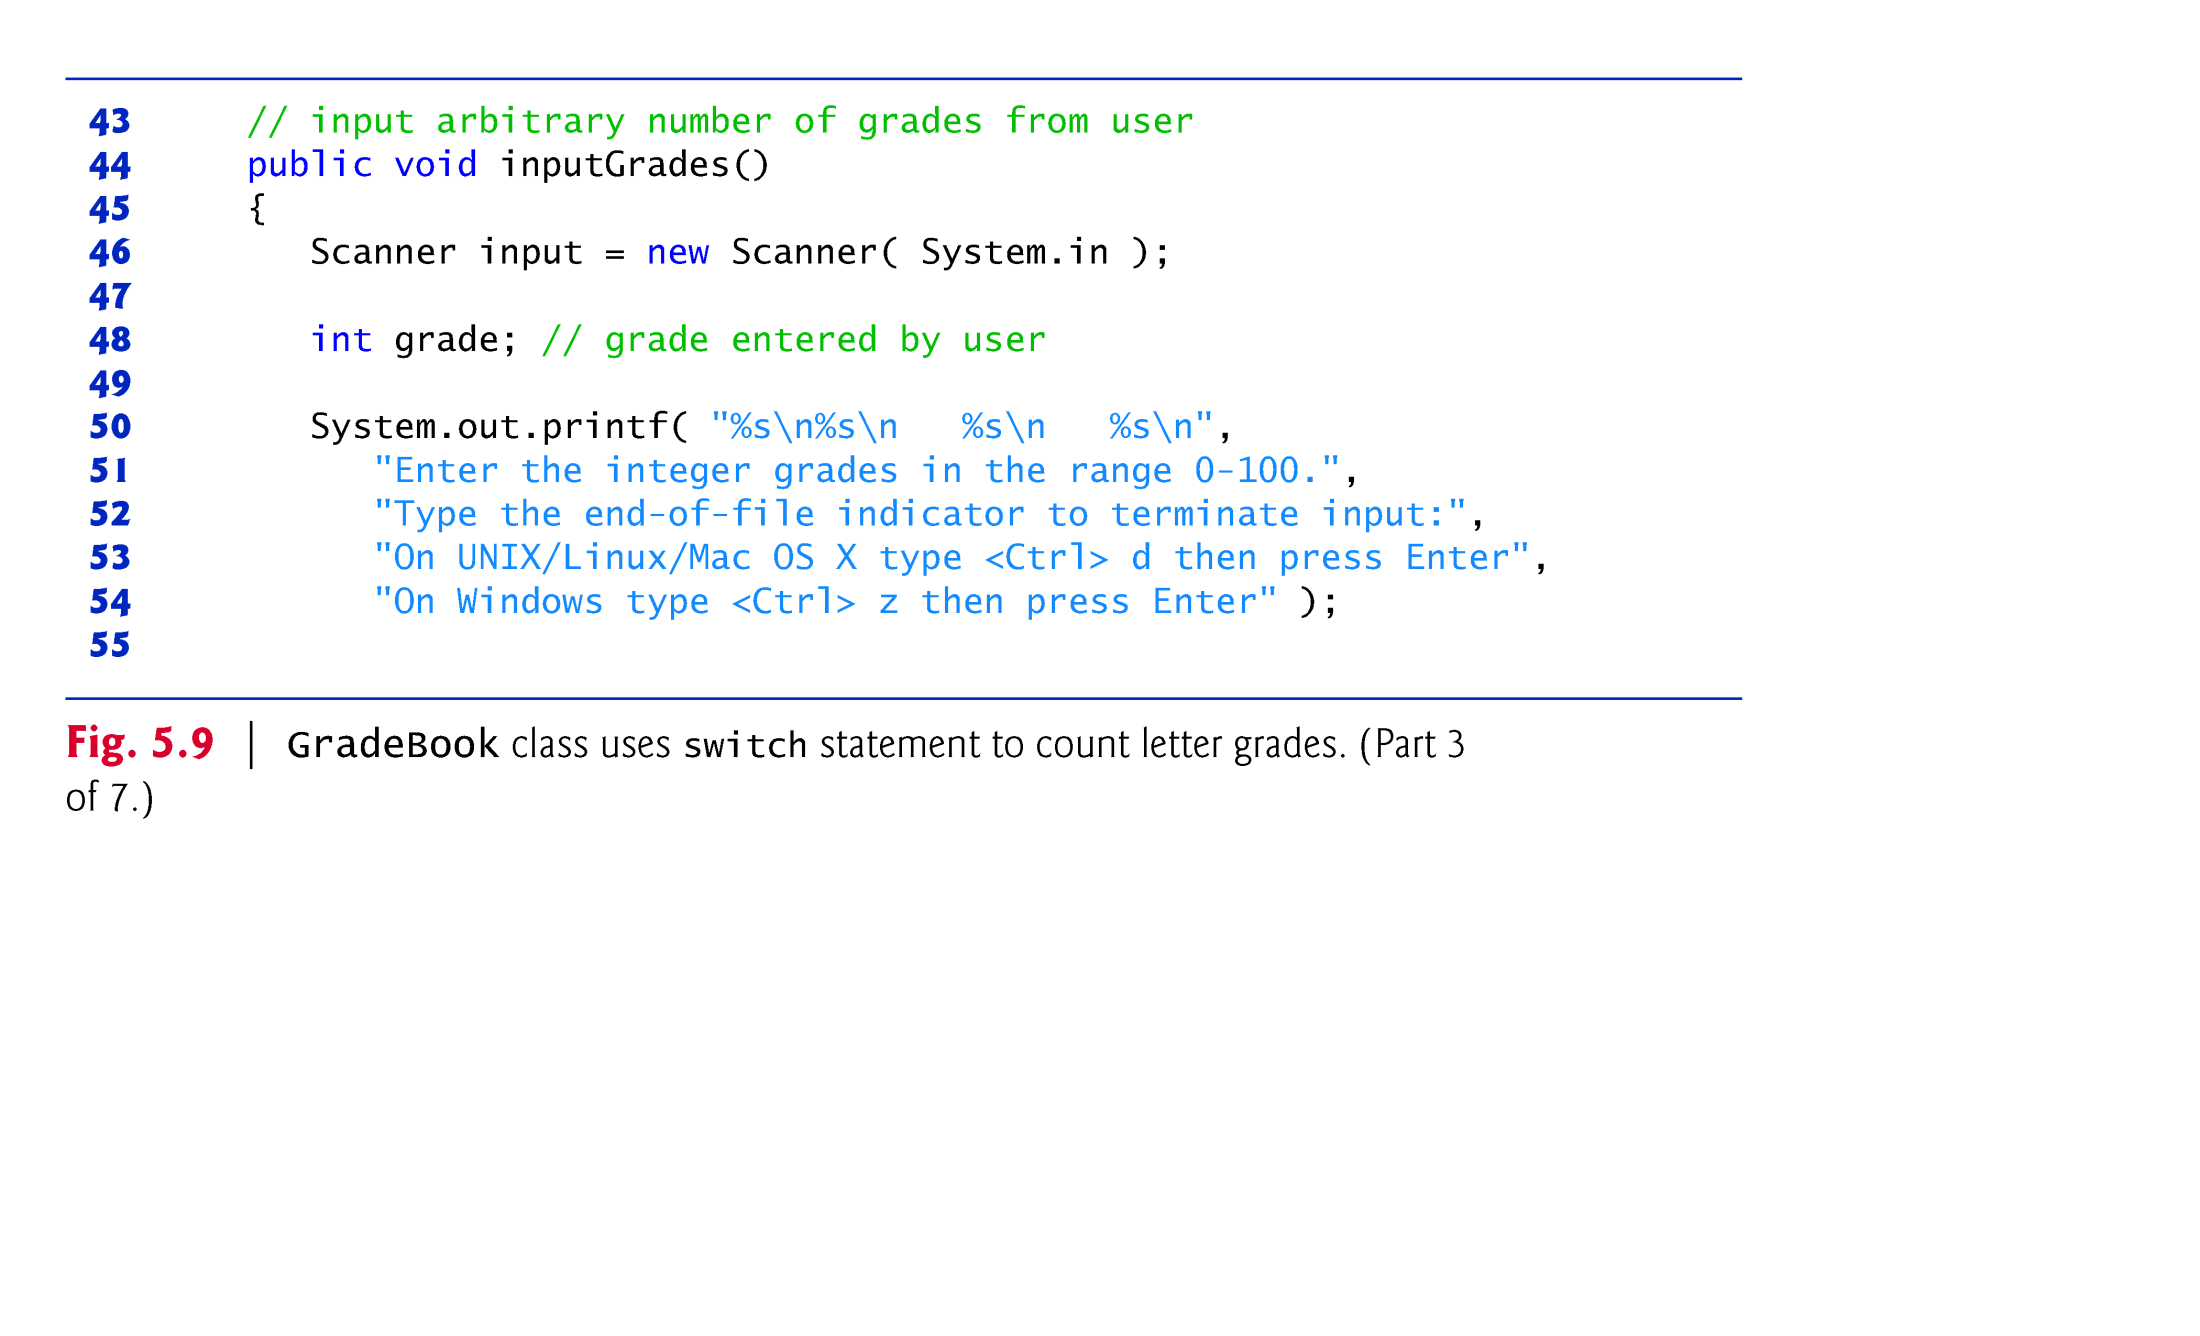 43 // input arbitrary number of grades from user
44 public void inputGrades()
45 {
46 Scanner input = new Scanner( System.in );
47
48 int grade; // grade entered by user
49
50 System.out.printf( "%s\n%s\n   %s\n   %s\n",
51 "Enter the integer grades in the range 0-100.",
52 "Type the end-of-file indicator to terminate input:",
53 "On UNIX/Linux/Mac OS X type <Ctrl> d then press Enter",
54 "On Windows type <Ctrl> z then press Enter" );
55
Fig. 5.9 | GradeBook class uses switch statement to count letter grades. (Part 3
of 7.)